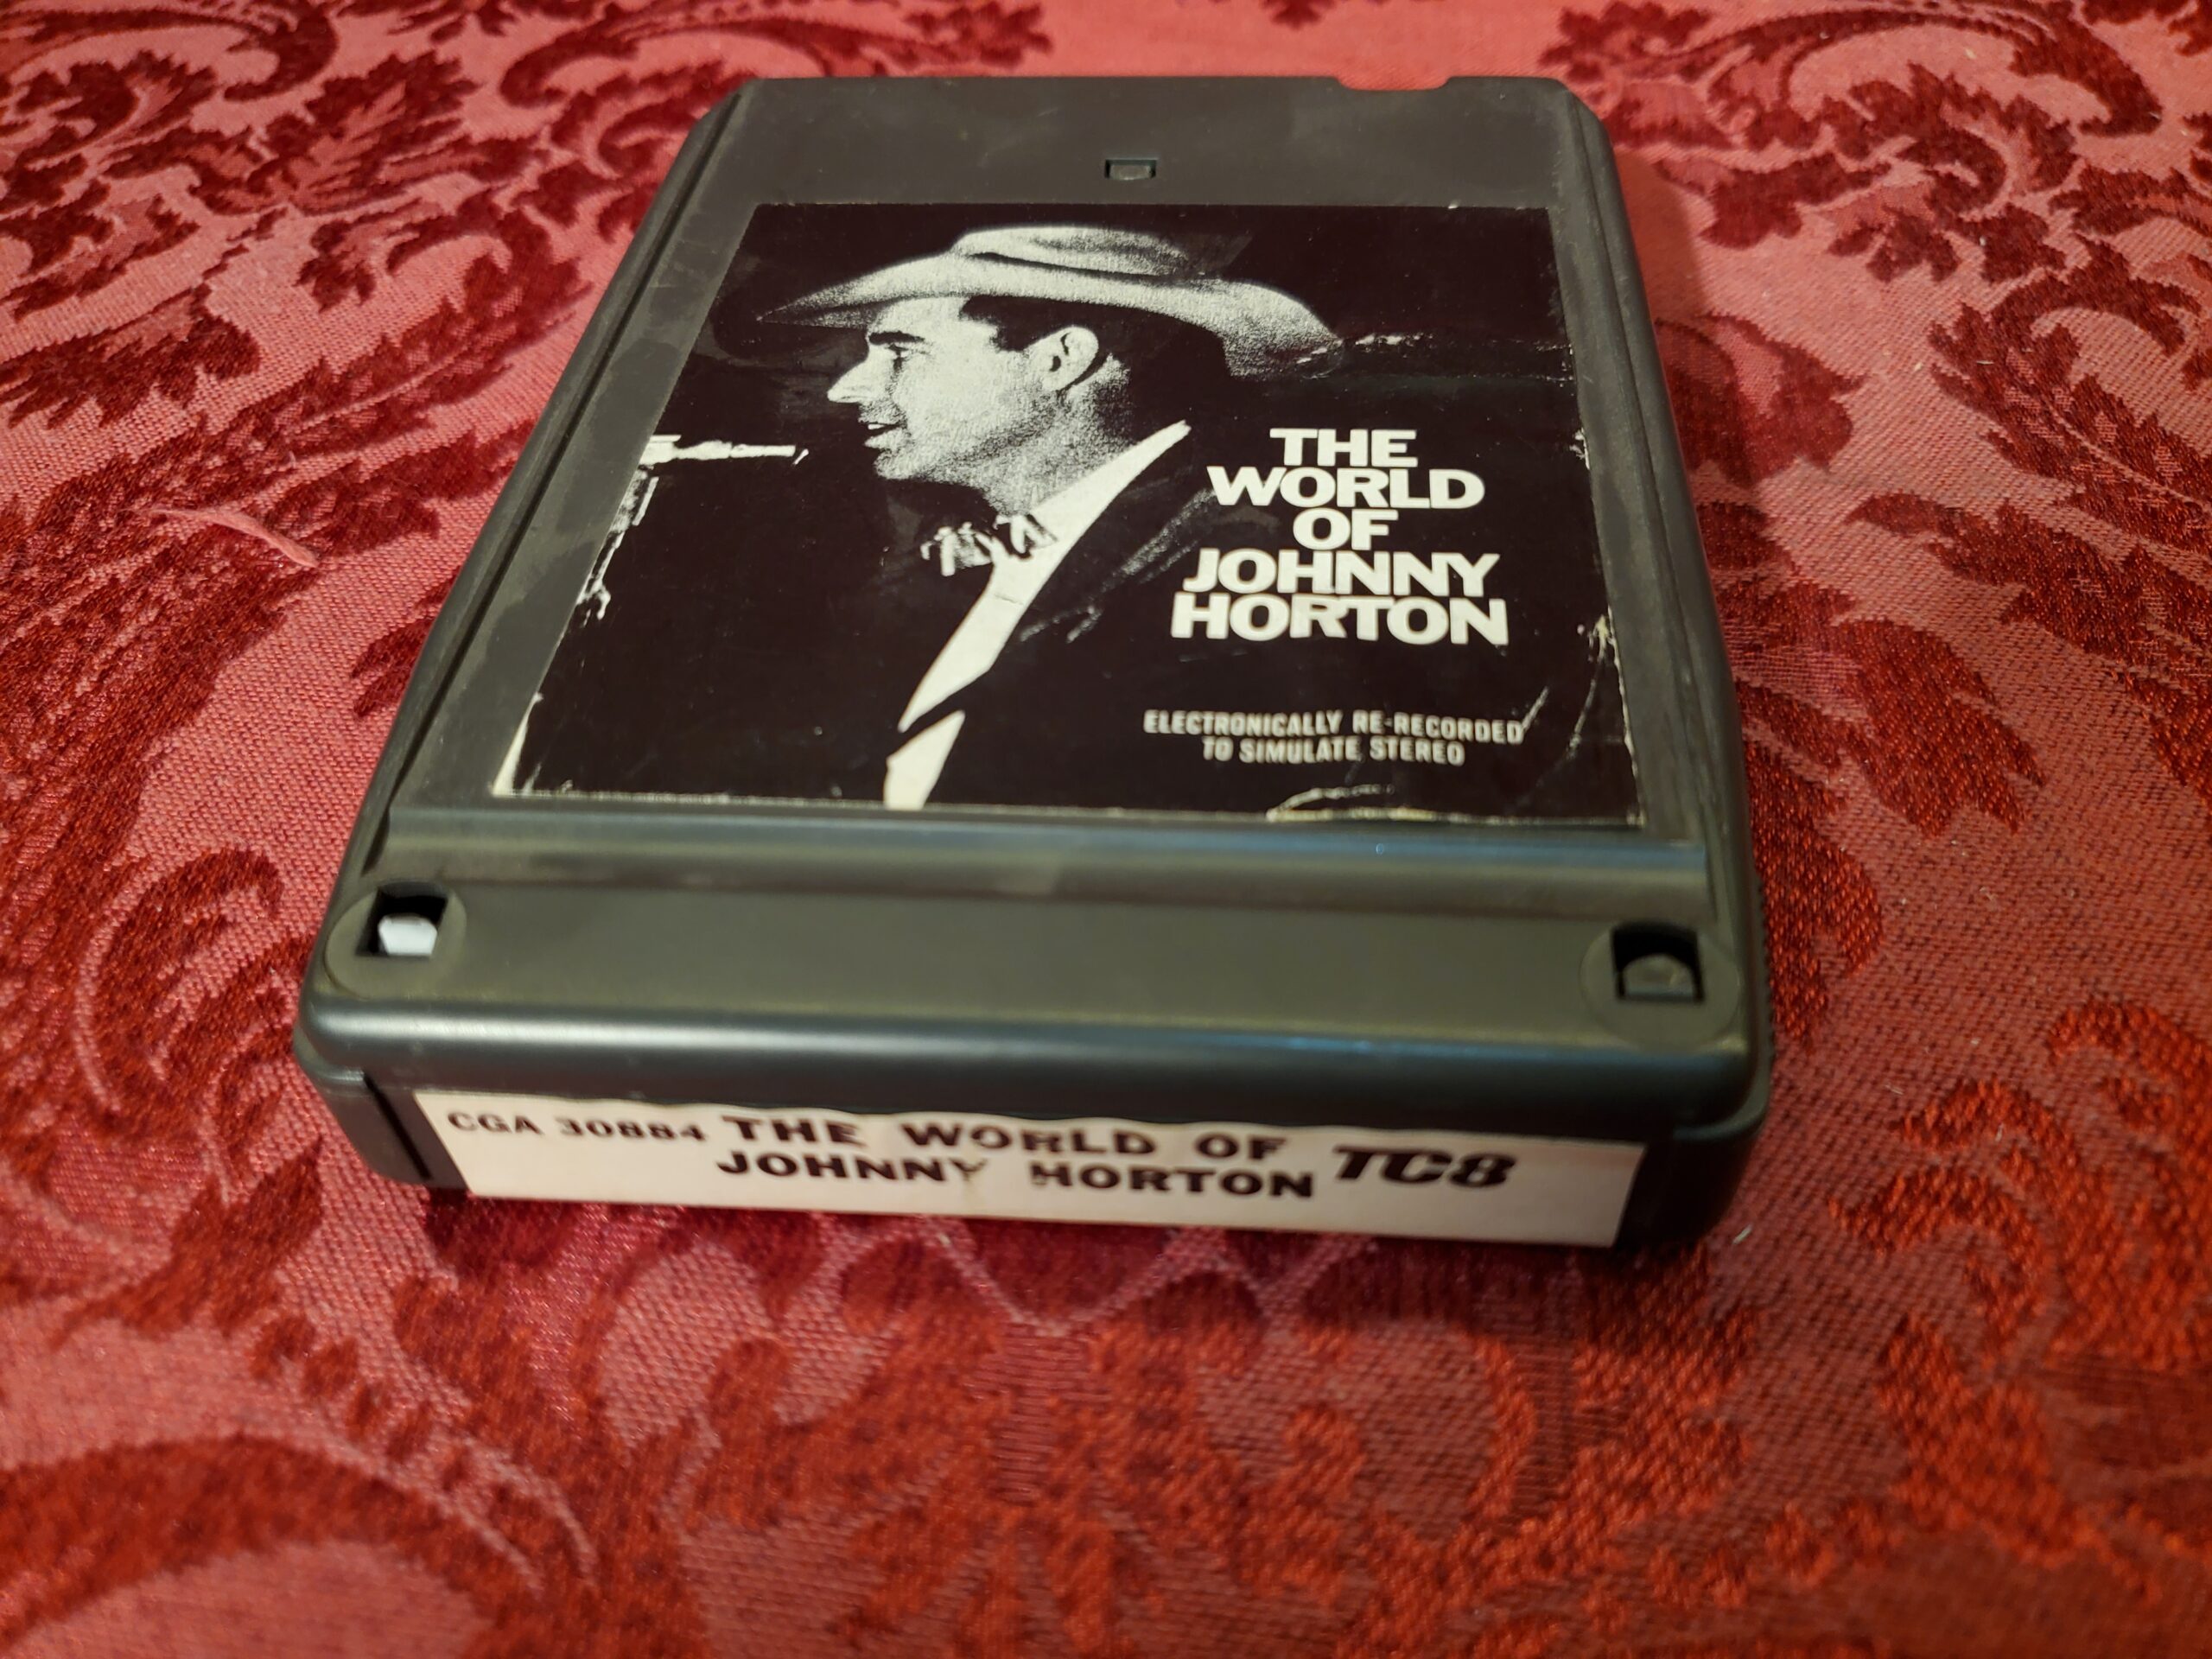 THE
WORLD
OF
JOHNNY
HORTON
ELECTRONICALLY RE-RECORDED
TO SIMULATE STEREO
CGA 30884 THE WORLD OF TC8
JOHNNY HORTON